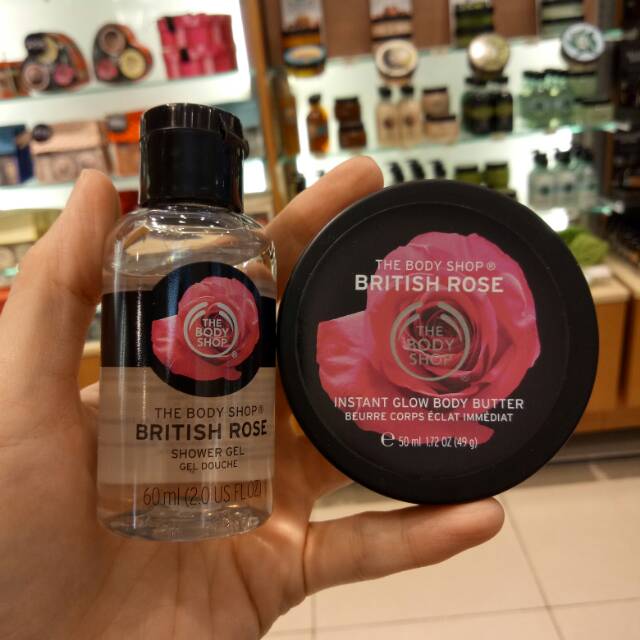 THE
BODY
SHOP
THE BODY SHOP®
BRITISH ROSE
SHOWER GEL
GEL DOUCHE
60 ml (2.0 US FL.OZ)
THE BODY SHOP®
BRITISH ROSE
THE
BODY
SHOP
INSTANT GLOW BODY BUTTER
BEURRE CORPS ÉCLAT IMMÉDIAT
℮ 50 ml 1.72 OZ (49 g)